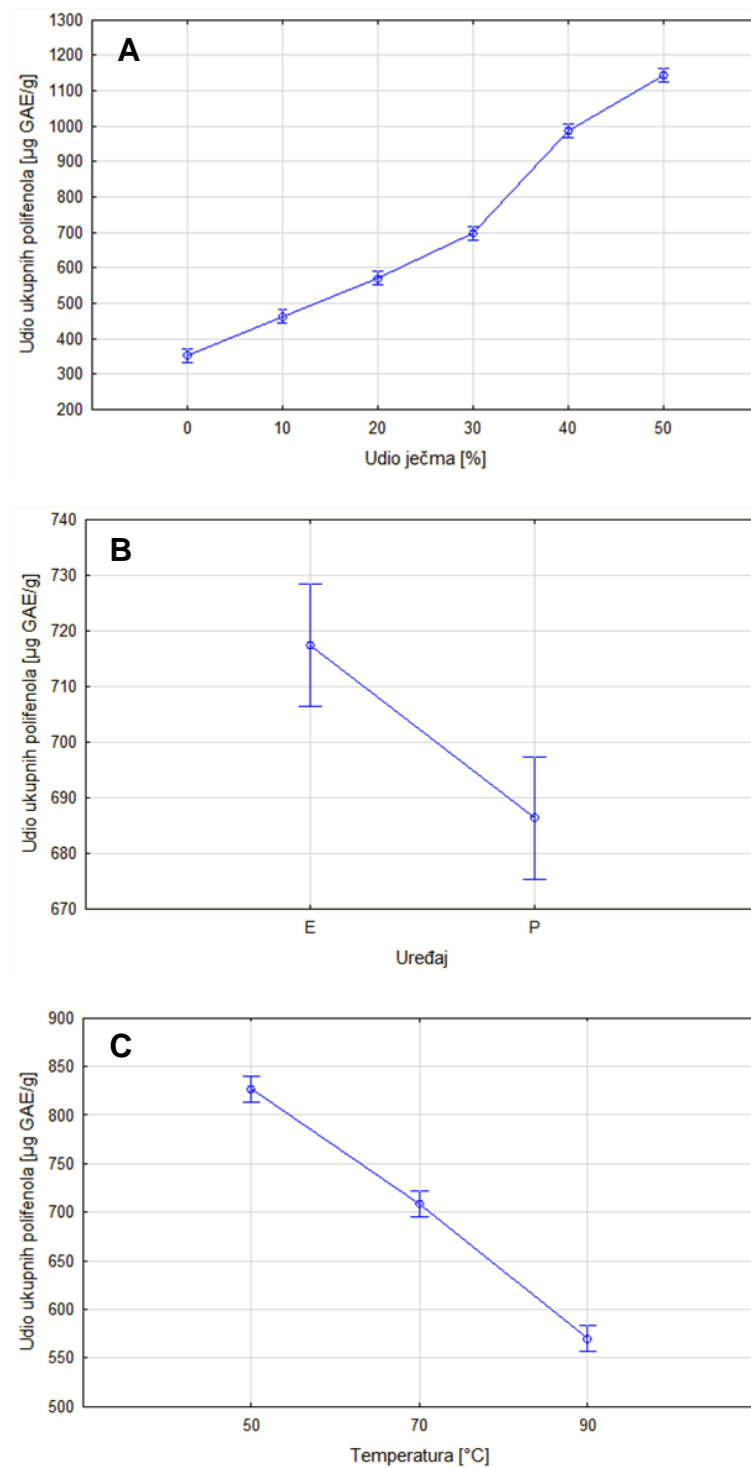 A
Udio ukupnih polifenola [µg GAE/g]
1300
1200
1100
1000
900
800
700
600
500
400
300
200
0 10 20 30 40 50
Udio ječma [%]
B
Udio ukupnih polifenola [µg GAE/g]
740
730
720
710
700
690
680
670
E P
Uređaj
C
Udio ukupnih polifenola [µg GAE/g]
900
850
800
750
700
650
600
550
500
50 70 90
Temperatura [°C]